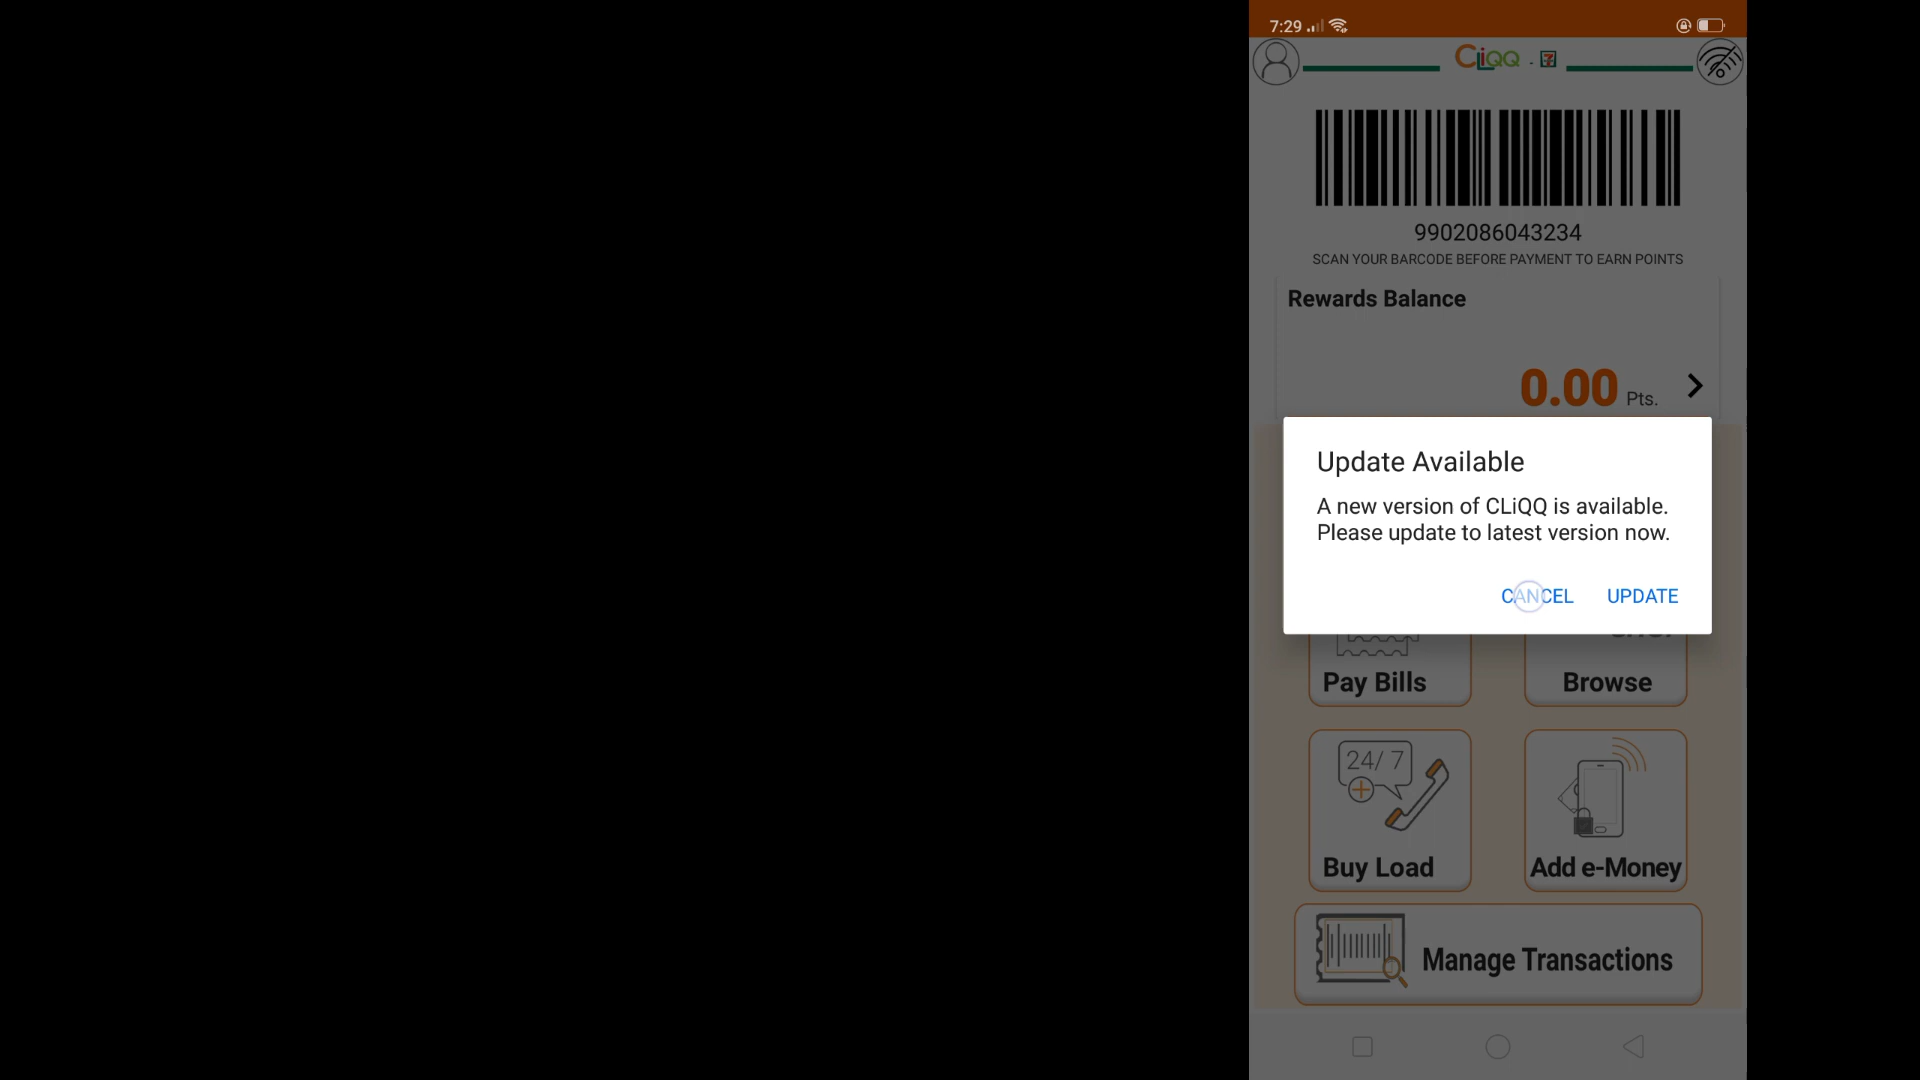 7:29
CLiQQ - 7
9902086043234
SCAN YOUR BARCODE BEFORE PAYMENT TO EARN POINTS
Rewards Balance
0.00 Pts.
Update Available
A new version of CLiQQ is available.
Please update to latest version now.
CANCEL UPDATE
Pay Bills Browse
24/ 7
Buy Load Add e-Money
Manage Transactions